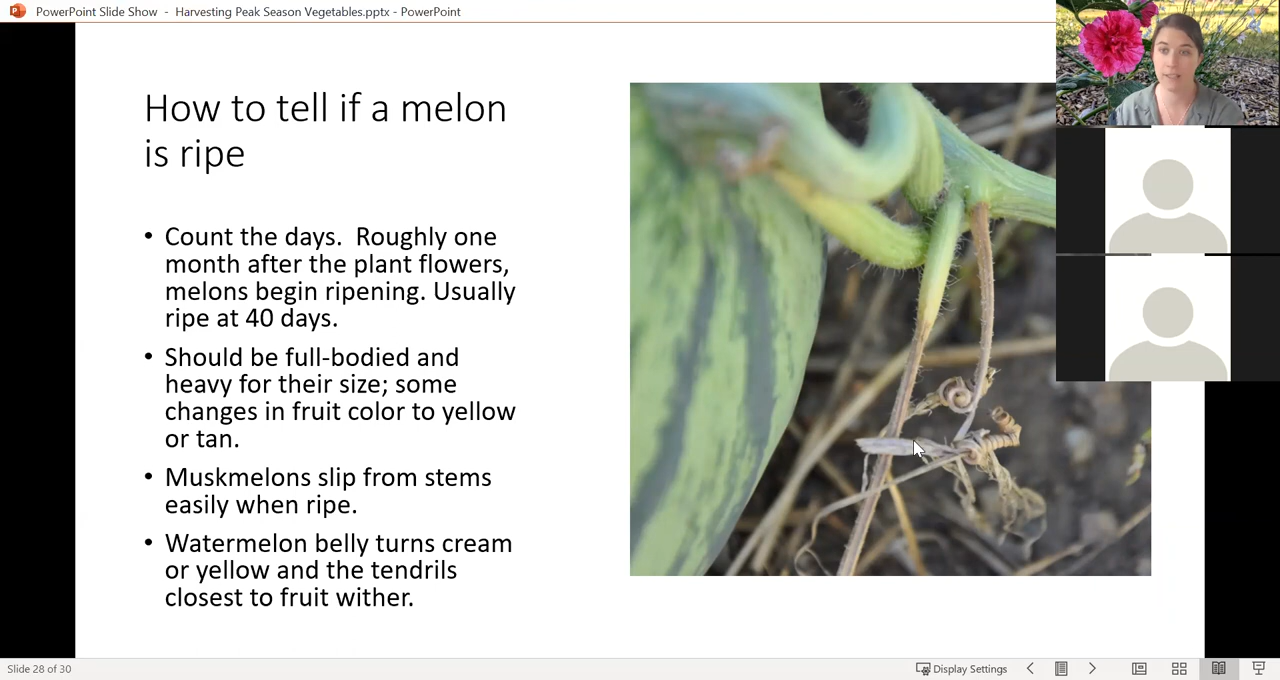 PowerPoint Slide Show - Harvesting Peak Season Vegetables.pptx - PowerPoint
How to tell if a melon
is ripe
• Count the days.  Roughly one
month after the plant flowers,
melons begin ripening. Usually
ripe at 40 days.
• Should be full-bodied and
heavy for their size; some
changes in fruit color to yellow
or tan.
• Muskmelons slip from stems
easily when ripe.
• Watermelon belly turns cream
or yellow and the tendrils
closest to fruit wither.
Slide 28 of 30
Display Settings